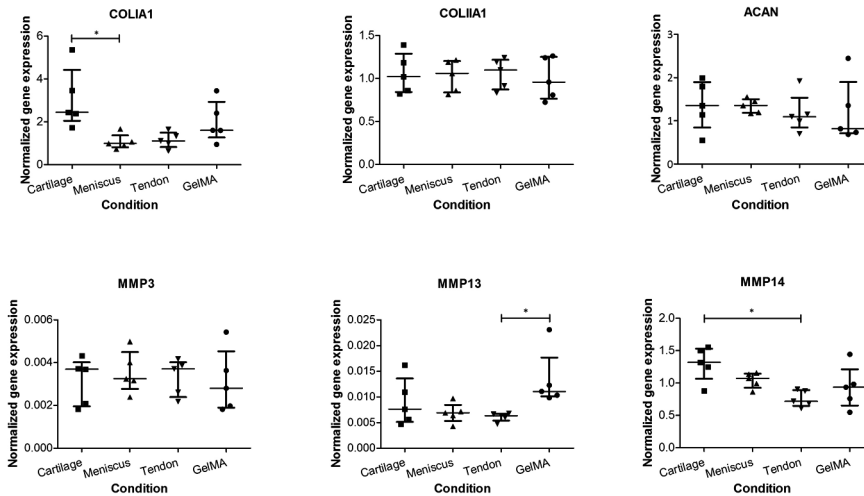 COLIA1
Normalized gene expression
6
4
2
0
*
Cartilage
Meniscus
Tendon
GelMA
Condition
COLIIA1
Normalized gene expression
1.5
1.0
0.5
0.0
Cartilage
Meniscus
Tendon
GelMA
Condition
ACAN
Normalized gene expression
3
2
1
0
Cartilage
Meniscus
Tendon
GelMA
Condition
MMP3
Normalized gene expression
0.006
0.004
0.002
0.000
Cartilage
Meniscus
Tendon
GelMA
Condition
MMP13
Normalized gene expression
0.025
0.020
0.015
0.010
0.005
0.000
*
Cartilage
Meniscus
Tendon
GelMA
Condition
MMP14
Normalized gene expression
2.0
1.5
1.0
0.5
0.0
*
Cartilage
Meniscus
Tendon
GelMA
Condition